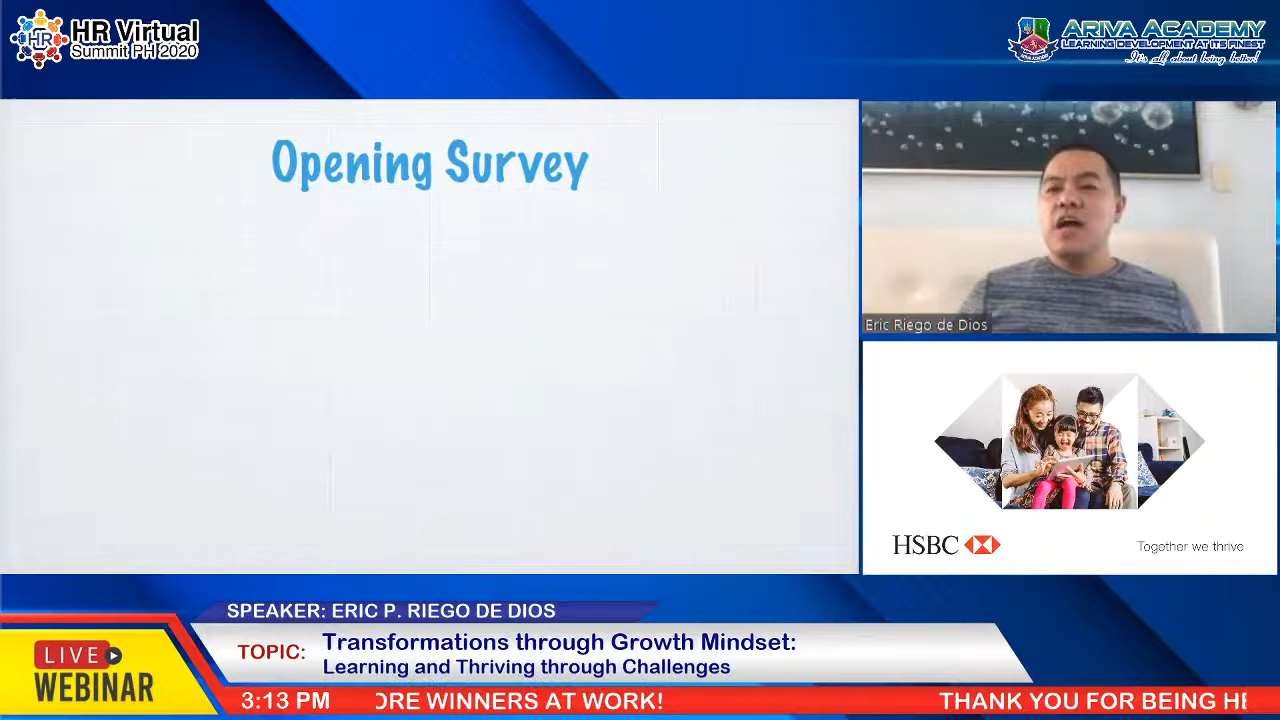 HR Virtual
Summit PH 2020
HR
ARIVA ACADEMY
LEARNING DEVELOPMENT AT ITS FINEST
It's all about being better!
Opening Survey
Eric Riego de Dios
HSBC
Together we thrive
SPEAKER: ERIC P. RIEGO DE DIOS
TOPIC:
Transformations through Growth Mindset:
Learning and Thriving through Challenges
LIVE
WEBINAR
3:13 PM
ORE WINNERS AT WORK!
THANK YOU FOR BEING HE